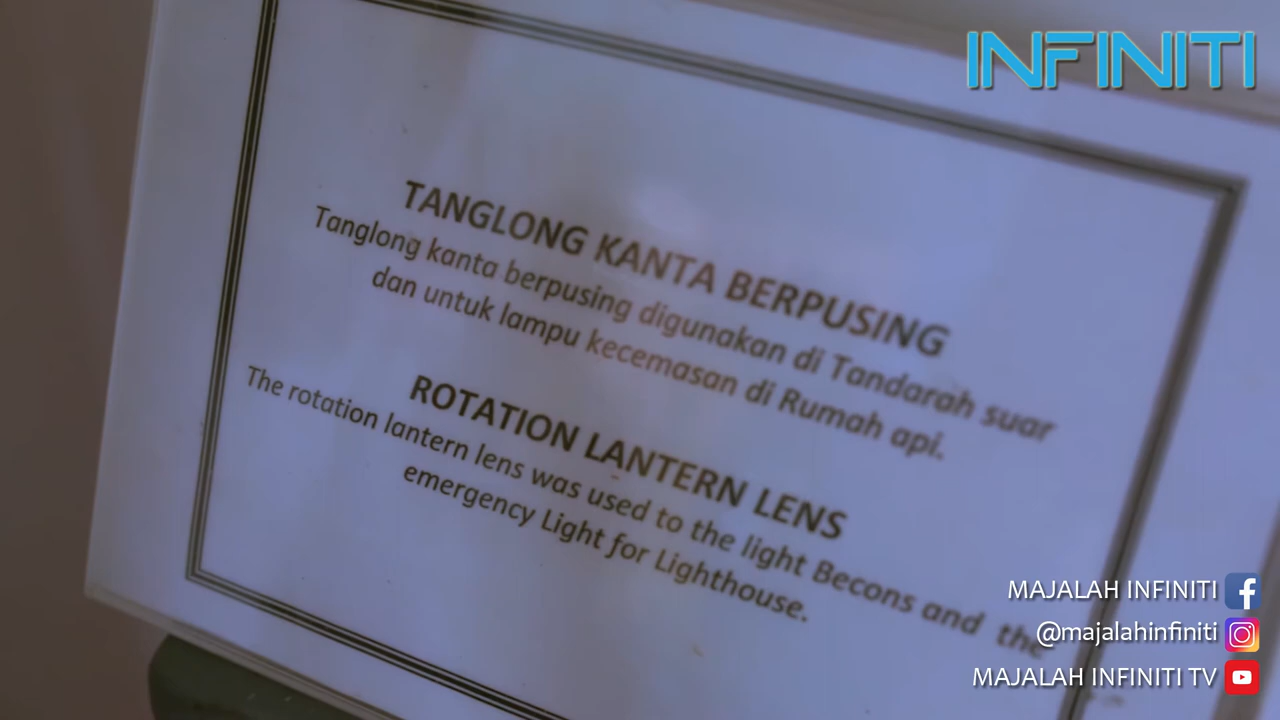 INFINITI
TANGLONG KANTA BERPUSING
Tanglong kanta berpusing digunakan di Tandarah suar
dan untuk lampu kecemasan di Rumah api.
ROTATION LANTERN LENS
The rotation lantern lens was used to the light Becons and the
emergency Light for Lighthouse.
MAJALAH INFINITI
@majalahinfiniti
MAJALAH INFINITI TV